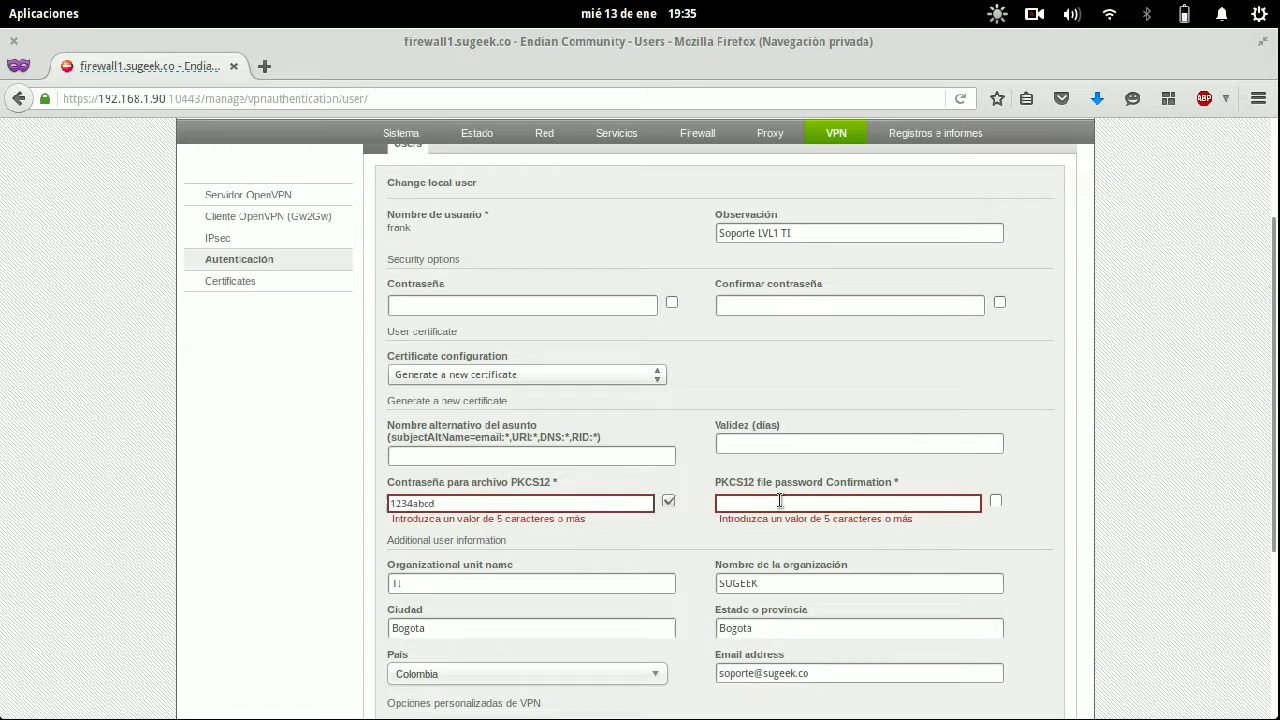 Aplicaciones
mié 13 de ene 19:35
firewall1.sugeek.co - Endian Community - Users - Mozilla Firefox (Navegación privada)
firewall1.sugeek.co - Endia...
https://192.168.1.90:10443/manage/vpnauthentication/user/
ABP
Sistema Estado Red Servicios Firewall Proxy VPN Registros e informes
Users
Servidor OpenVPN
Cliente OpenVPN (Gw2Gw)
IPsec
Autenticación
Certificates
Change local user
Nombre de usuario * Observación
frank Soporte LVL1 TI
Security options
Contraseña Confirmar contraseña
User certificate
Certificate configuration
Generate a new certificate
Generate a new certificate
Nombre alternativo del asunto Validez (días)
(subjectAltName=email:*,URI:*,DNS:*,RID:*)
Contraseña para archivo PKCS12 * PKCS12 file password Confirmation *
1234abcd
Introduzca un valor de 5 caracteres o más Introduzca un valor de 5 caracteres o más
Additional user information
Organizational unit name Nombre de la organización
TI SUGEEK
Ciudad Estado o provincia
Bogota Bogota
País Email address
Colombia soporte@sugeek.co
Opciones personalizadas de VPN